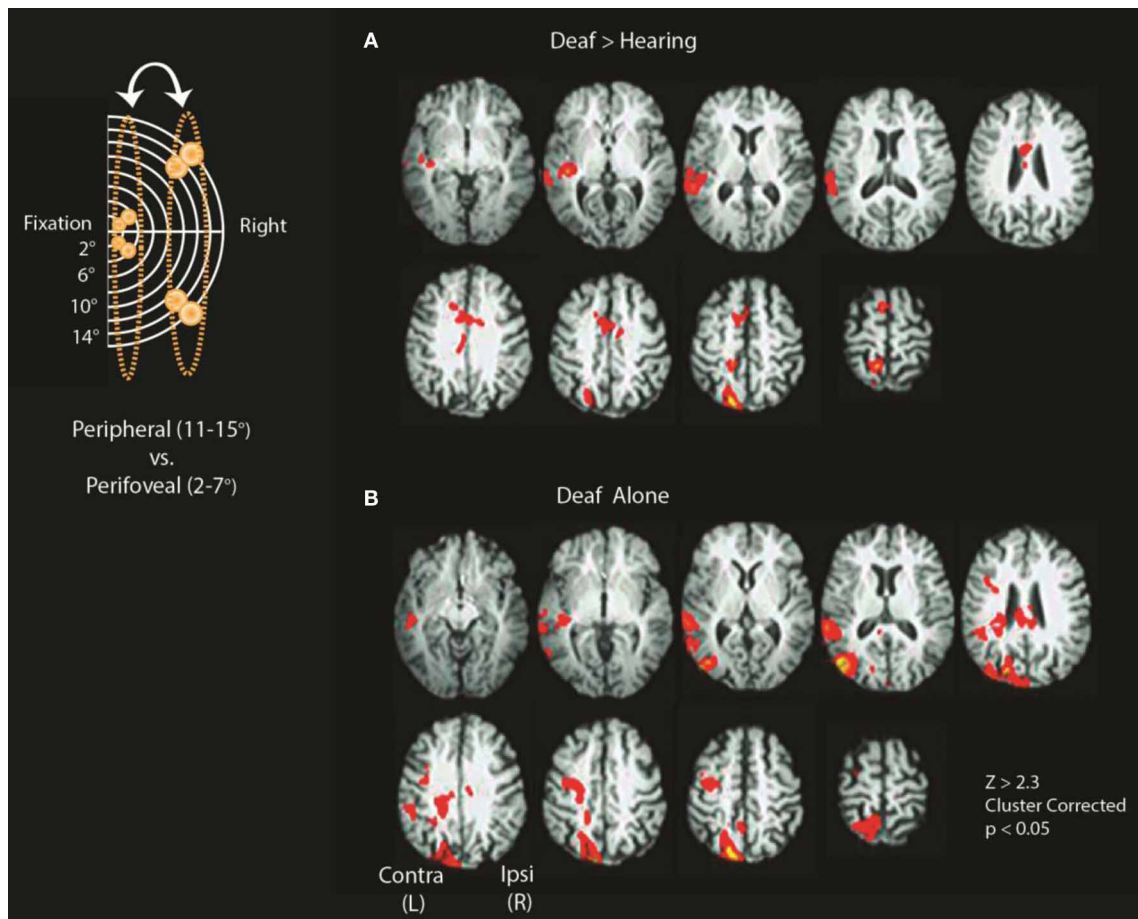 A
Deaf > Hearing
Fixation
Right
2°
6°
10°
14°
Peripheral (11-15°)
vs.
Perifoveal (2-7°)
B
Deaf Alone
Z > 2.3
Cluster Corrected
p < 0.05
Contra
(L)
Ipsi
(R)